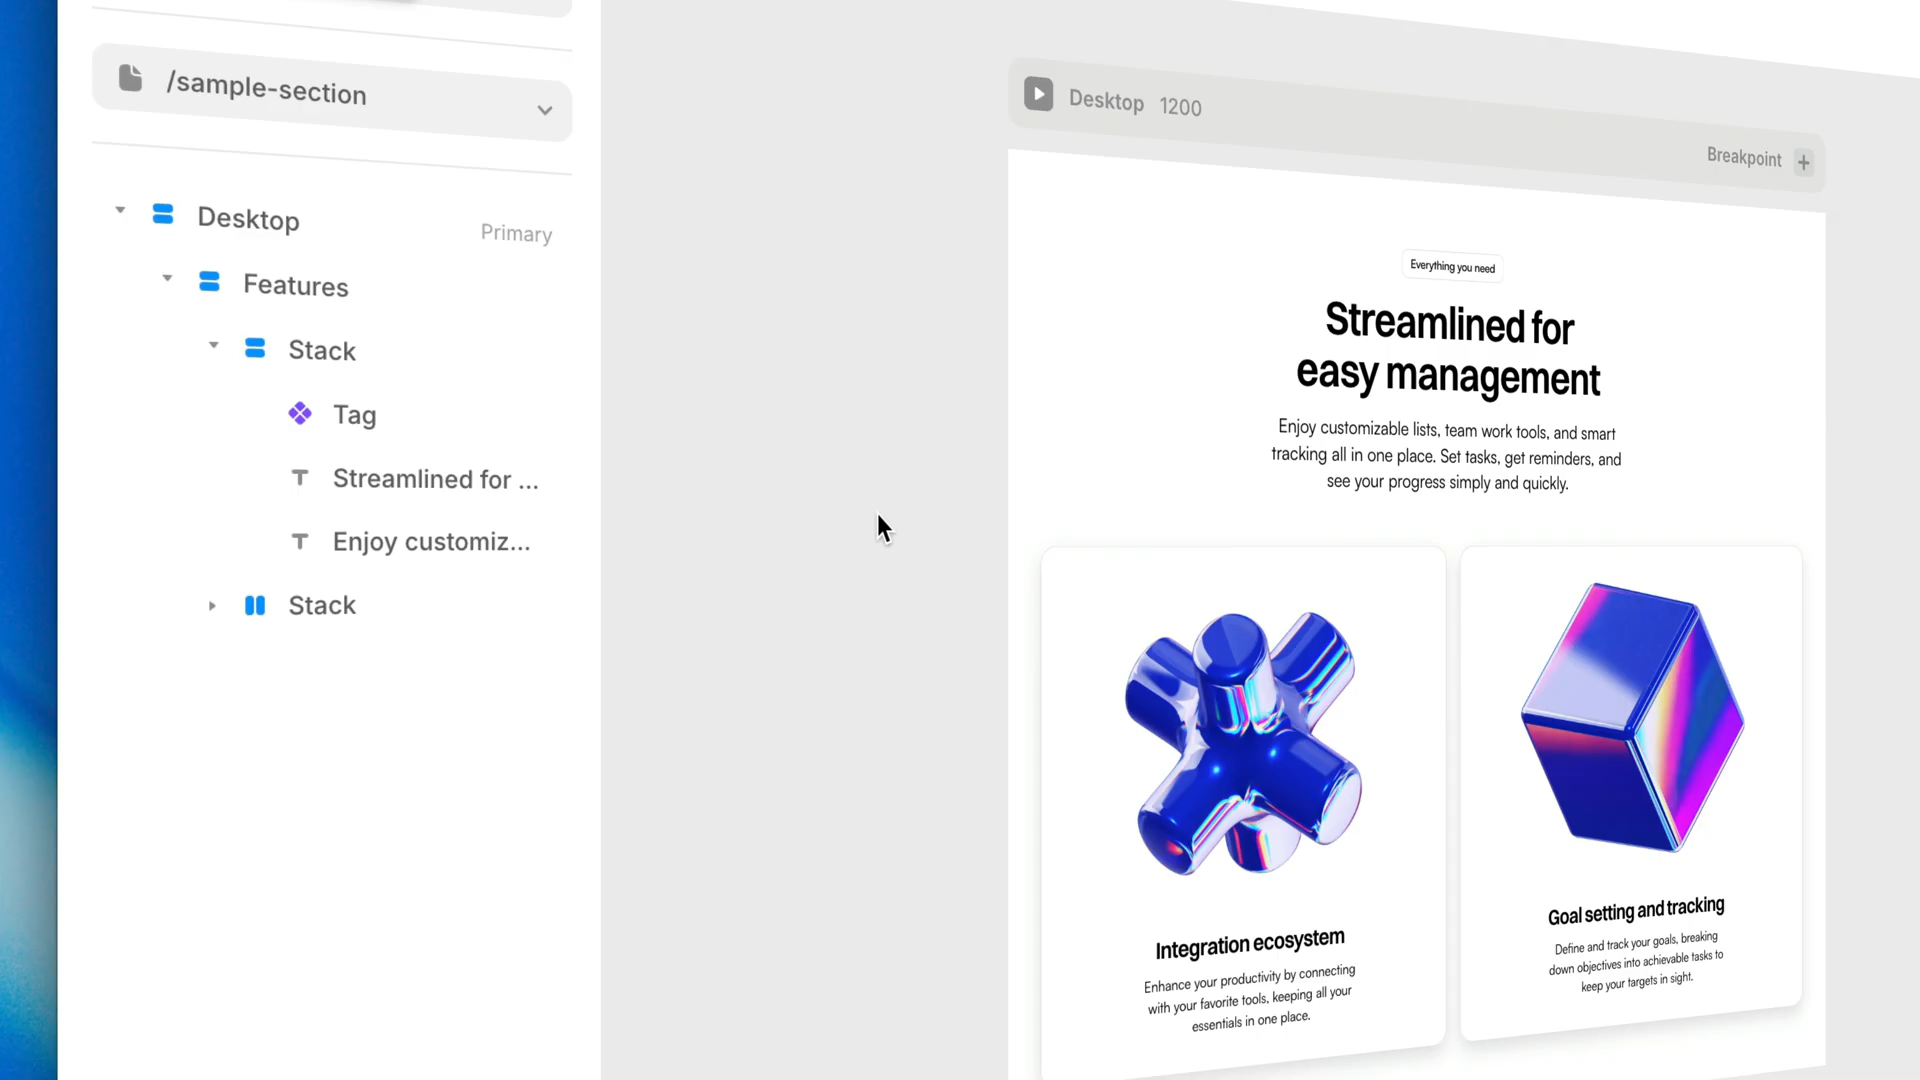 /sample-section
Desktop
Primary
Features
Stack
Tag
Streamlined for ...
Enjoy customiz...
Stack
Desktop 1200
Breakpoint +
Everything you need
Streamlined for
easy management
Enjoy customizable lists, team work tools, and smart
tracking all in one place. Set tasks, get reminders, and
see your progress simply and quickly.
Integration ecosystem
Enhance your productivity by connecting
with your favorite tools, keeping all your
essentials in one place.
Goal setting and tracking
Define and track your goals, breaking
down objectives into achievable tasks to
keep your targets in sight.